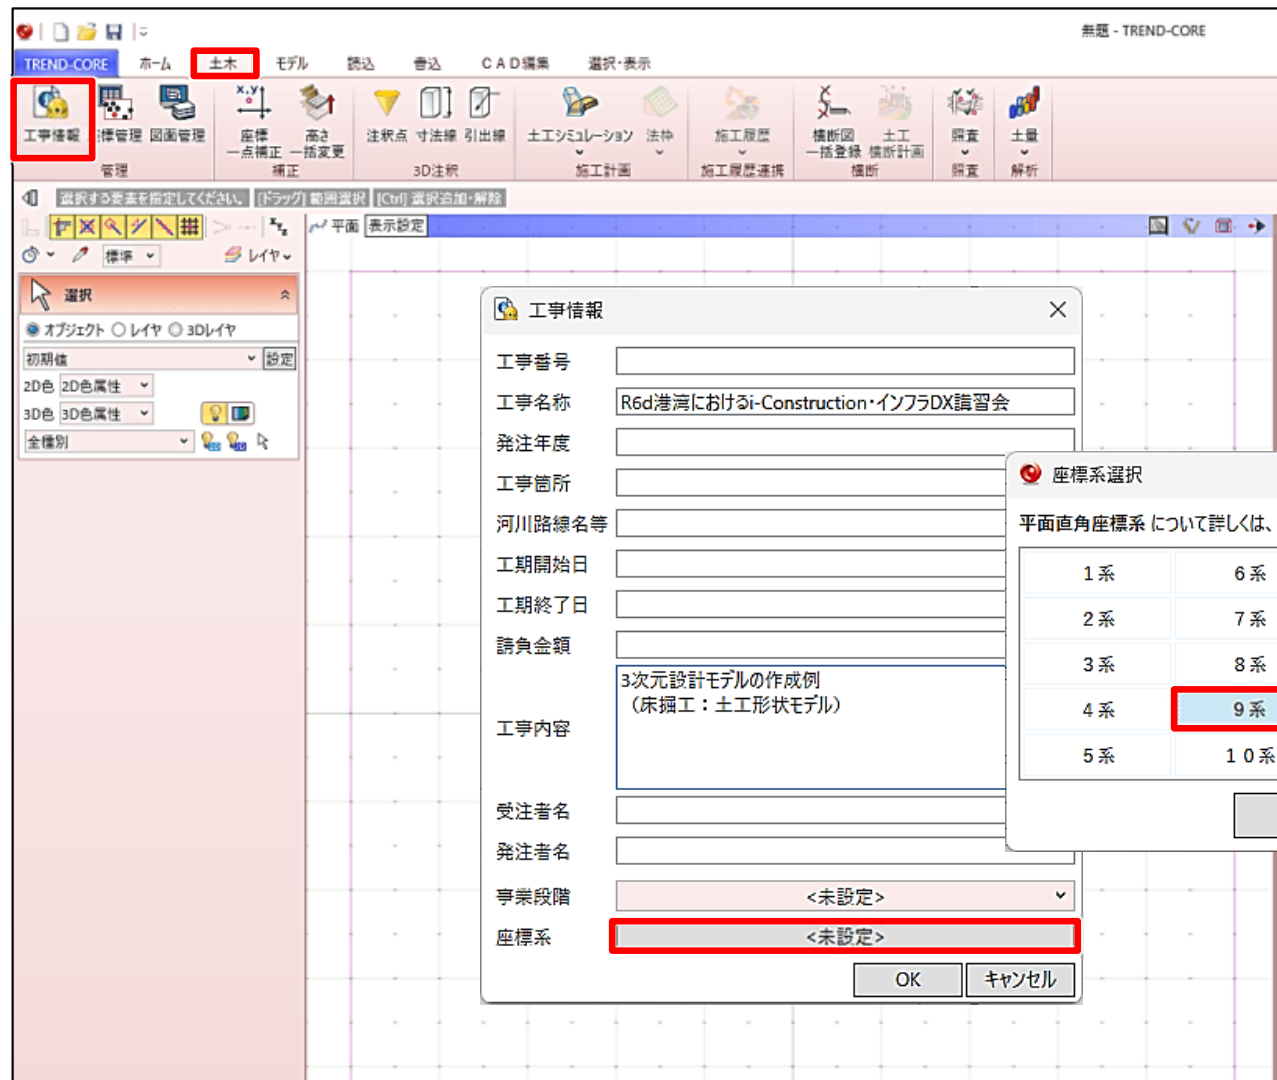 無題 - TREND-CORE
TREND-CORE ホーム 土木 モデル 読込 書込 CAD編集 選択・表示
工事情報 座標管理 図面管理 座標一点補正 高さ一括変更 注釈点 寸法線 引出線 土工シミュレーション 法枠 施工履歴 横断図一括登録 土工横断計画 照査 土量
管理 補正 3D注釈 施工計画 施工履歴連携 横断 照査 解析
選択する要素を指定してください。 [ドラッグ] 範囲選択 [Ctrl] 選択追加・解除
平面 表示設定
標準 レイヤ
選択
オブジェクト レイヤ 3Dレイヤ
初期値 設定
2D色 2D色属性
3D色 3D色属性
全種別
工事情報
工事番号
工事名称 R6d港湾におけるi-Construction・インフラDX講習会
発注年度
工事箇所
河川路線名等
工期開始日
工期終了日
請負金額
工事内容 3次元設計モデルの作成例
（床掘工：土工形状モデル）
受注者名
発注者名
事業段階 <未設定>
座標系 <未設定>
OK キャンセル
座標系選択
平面直角座標系 について詳しくは、
1系 6系
2系 7系
3系 8系
4系 9系
5系 10系